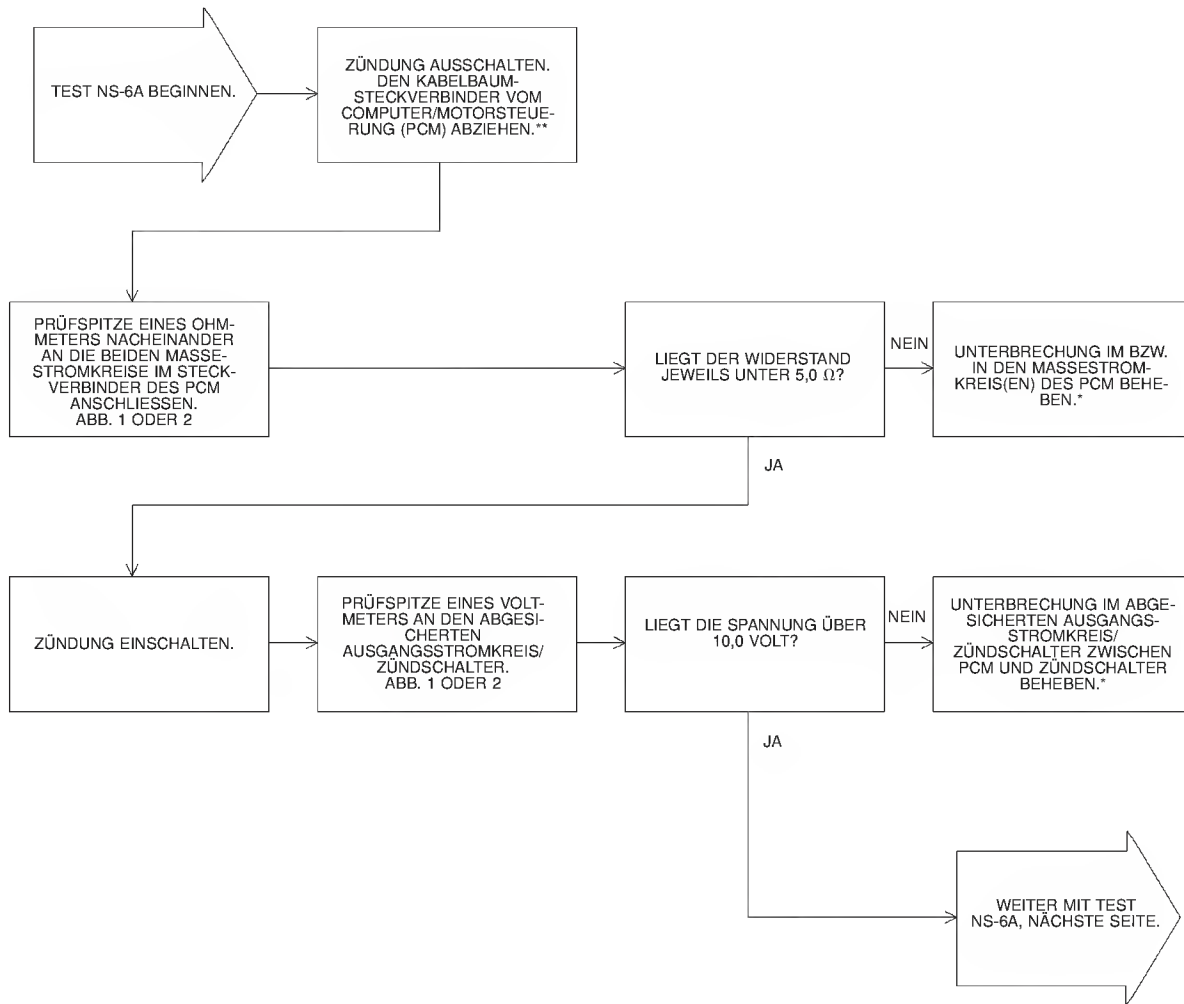 TEST NS-6A BEGINNEN.
ZÜNDUNG AUSSCHALTEN.
DEN KABELBAUM-
STECKVERBINDER VOM
COMPUTER/MOTORSTEUE-
RUNG (PCM) ABZIEHEN.**
PRÜFSPITZE EINES OHM-
METERS NACHEINANDER
AN DIE BEIDEN MASSE-
STROMKREISE IM STECK-
VERBINDER DES PCM
ANSCHLIESSEN.
ABB. 1 ODER 2
LIEGT DER WIDERSTAND
JEWEILS UNTER 5,0 Ω?
NEIN
UNTERBRECHUNG IM BZW.
IN DEN MASSESTROM-
KREIS(EN) DES PCM BEHE-
BEN.*
JA
ZÜNDUNG EINSCHALTEN.
PRÜFSPITZE EINES VOLT-
METERS AN DEN ABGESI-
CHERTEN
AUSGANGSSTROMKREIS/
ZÜNDSCHALTER.
ABB. 1 ODER 2
LIEGT DIE SPANNUNG ÜBER
10,0 VOLT?
NEIN
UNTERBRECHUNG IM ABGE-
SICHERTEN AUSGANGS-
STROMKREIS/
ZÜNDSCHALTER ZWISCHEN
PCM UND ZÜNDSCHALTER
BEHEBEN.*
JA
WEITER MIT TEST
NS-6A, NÄCHSTE SEITE.